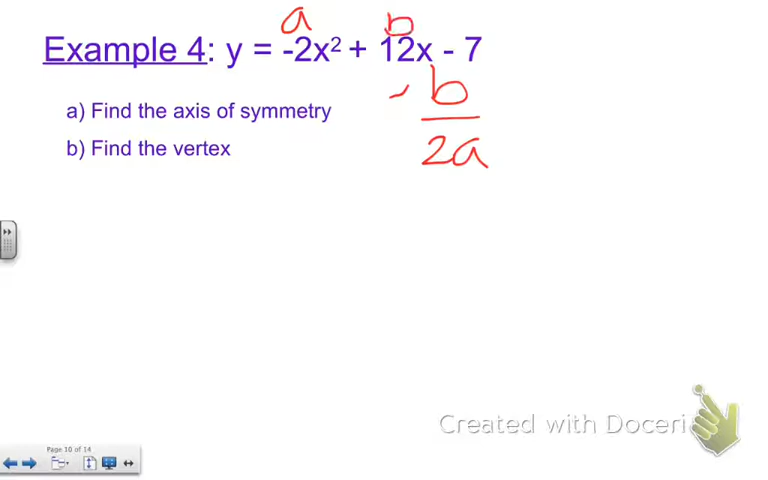 a b
Example 4: y = -2x² + 12x - 7
- b
2a
a) Find the axis of symmetry
b) Find the vertex
Created with Doceri
Page 10 of 14